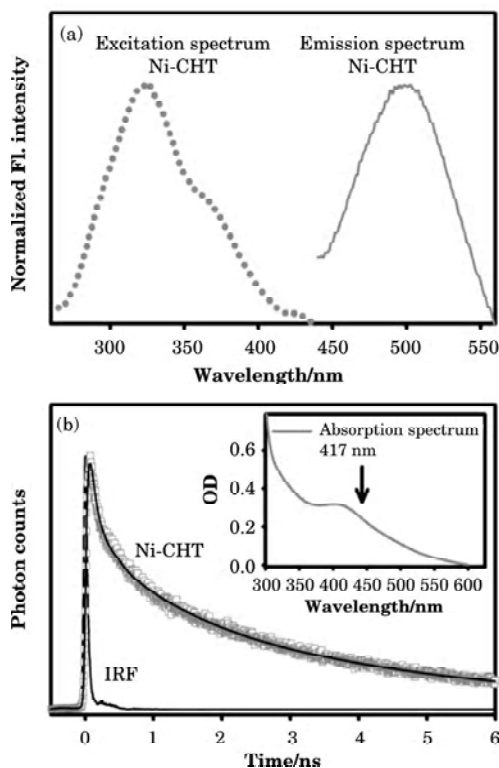 (a)
Excitation spectrum
Ni-CHT
Emission spectrum
Ni-CHT
Normalized Fl. intensity
300 350 400 450 500 550
Wavelength/nm
(b)
Absorption spectrum
417 nm
0.6
0.4
0.2
0.0
OD
300 350 400 450 500 550 600
Wavelength/nm
Ni-CHT
IRF
Photon counts
0 1 2 3 4 5 6
Time/ns